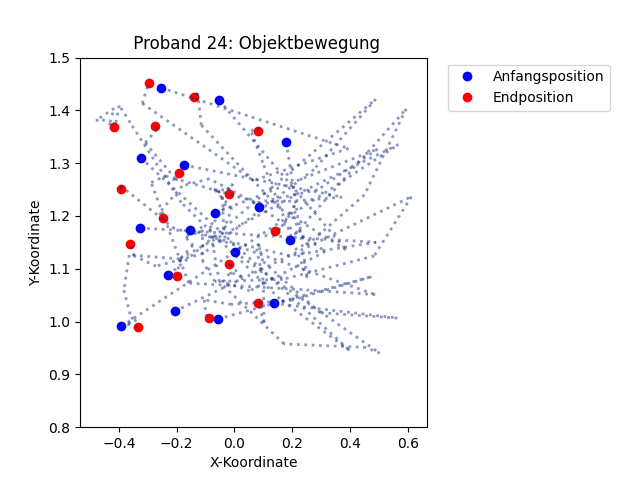 Proband 24: Objektbewegung
Anfangsposition
Endposition
Y-Koordinate
1.5
1.4
1.3
1.2
1.1
1.0
0.9
0.8
−0.4 −0.2 0.0 0.2 0.4 0.6
X-Koordinate